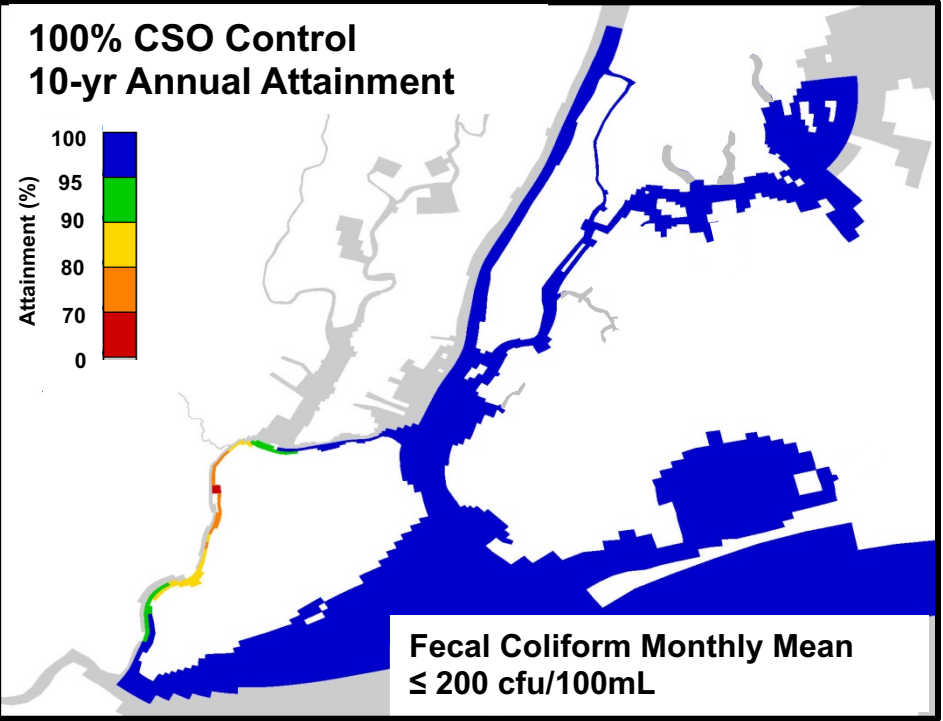 100% CSO Control
10-yr Annual Attainment
100
95
90
80
70
0
Attainment (%)
Fecal Coliform Monthly Mean
≤ 200 cfu/100mL